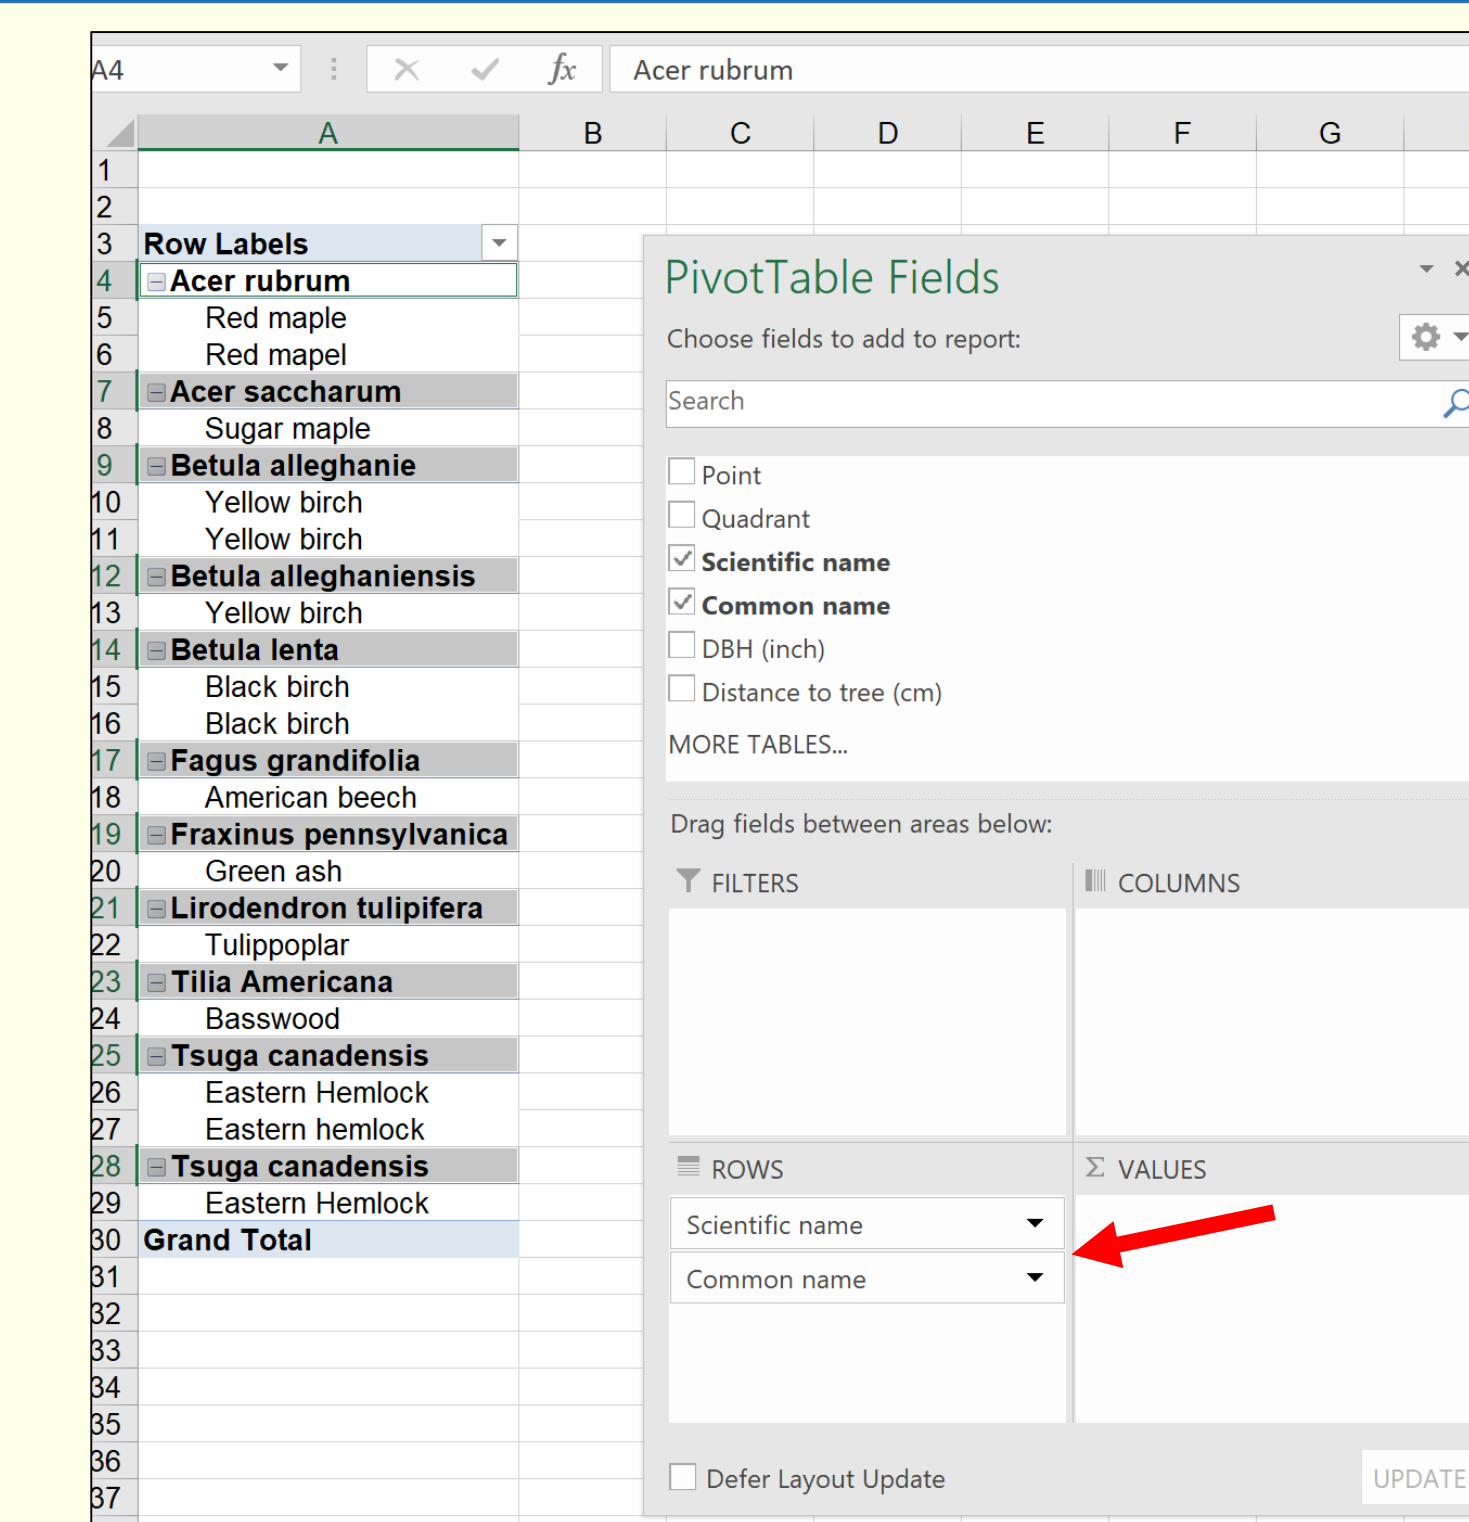 A4 fx Acer rubrum
A B C D E F G
1
2
3 Row Labels
4 Acer rubrum
5 Red maple
6 Red mapel
7 Acer saccharum
8 Sugar maple
9 Betula alleghanie
10 Yellow birch
11 Yellow birch
12 Betula alleghaniensis
13 Yellow birch
14 Betula lenta
15 Black birch
16 Black birch
17 Fagus grandifolia
18 American beech
19 Fraxinus pennsylvanica
20 Green ash
21 Lirodendron tulipifera
22 Tulippoplar
23 Tilia Americana
24 Basswood
25 Tsuga canadensis
26 Eastern Hemlock
27 Eastern hemlock
28 Tsuga canadensis
29 Eastern Hemlock
30 Grand Total
31
32
33
34
35
36
37
PivotTable Fields
Choose fields to add to report:
Search
Point
Quadrant
Scientific name
Common name
DBH (inch)
Distance to tree (cm)
MORE TABLES...
Drag fields between areas below:
FILTERS
COLUMNS
ROWS
Σ VALUES
Scientific name
Common name
Defer Layout Update
UPDATE